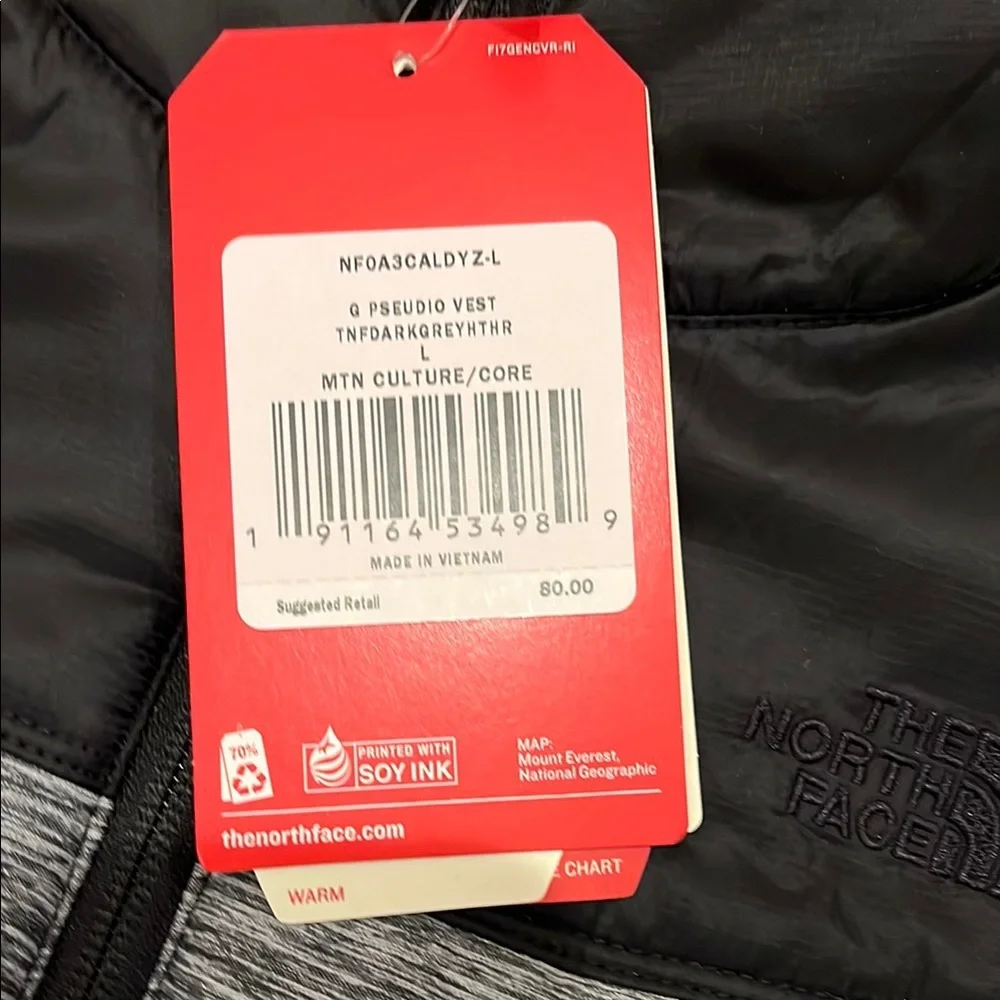 FI7GENCVR-RI
NF0A3CALDYZ-L
G PSEUDIO VEST
TNFDARKGREYHTHR
L
MTN CULTURE/CORE
1 91164 53498 9
MADE IN VIETNAM
Suggested Retail 80.00
70%
PRINTED WITH
SOY INK
MAP:
Mount Everest,
National Geographic
thenorthface.com
WARM
CHART
THE
NORTH
FACE